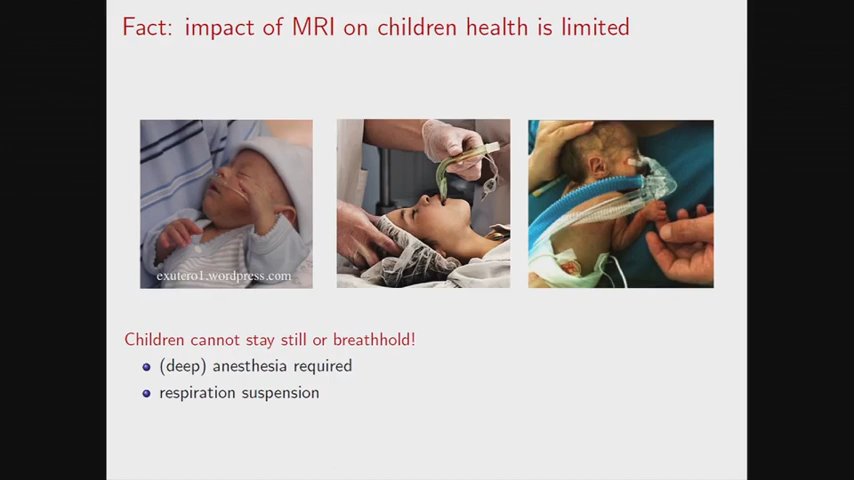 Fact: impact of MRI on children health is limited
exutero1.wordpress.com
Children cannot stay still or breathhold!
(deep) anesthesia required
respiration suspension